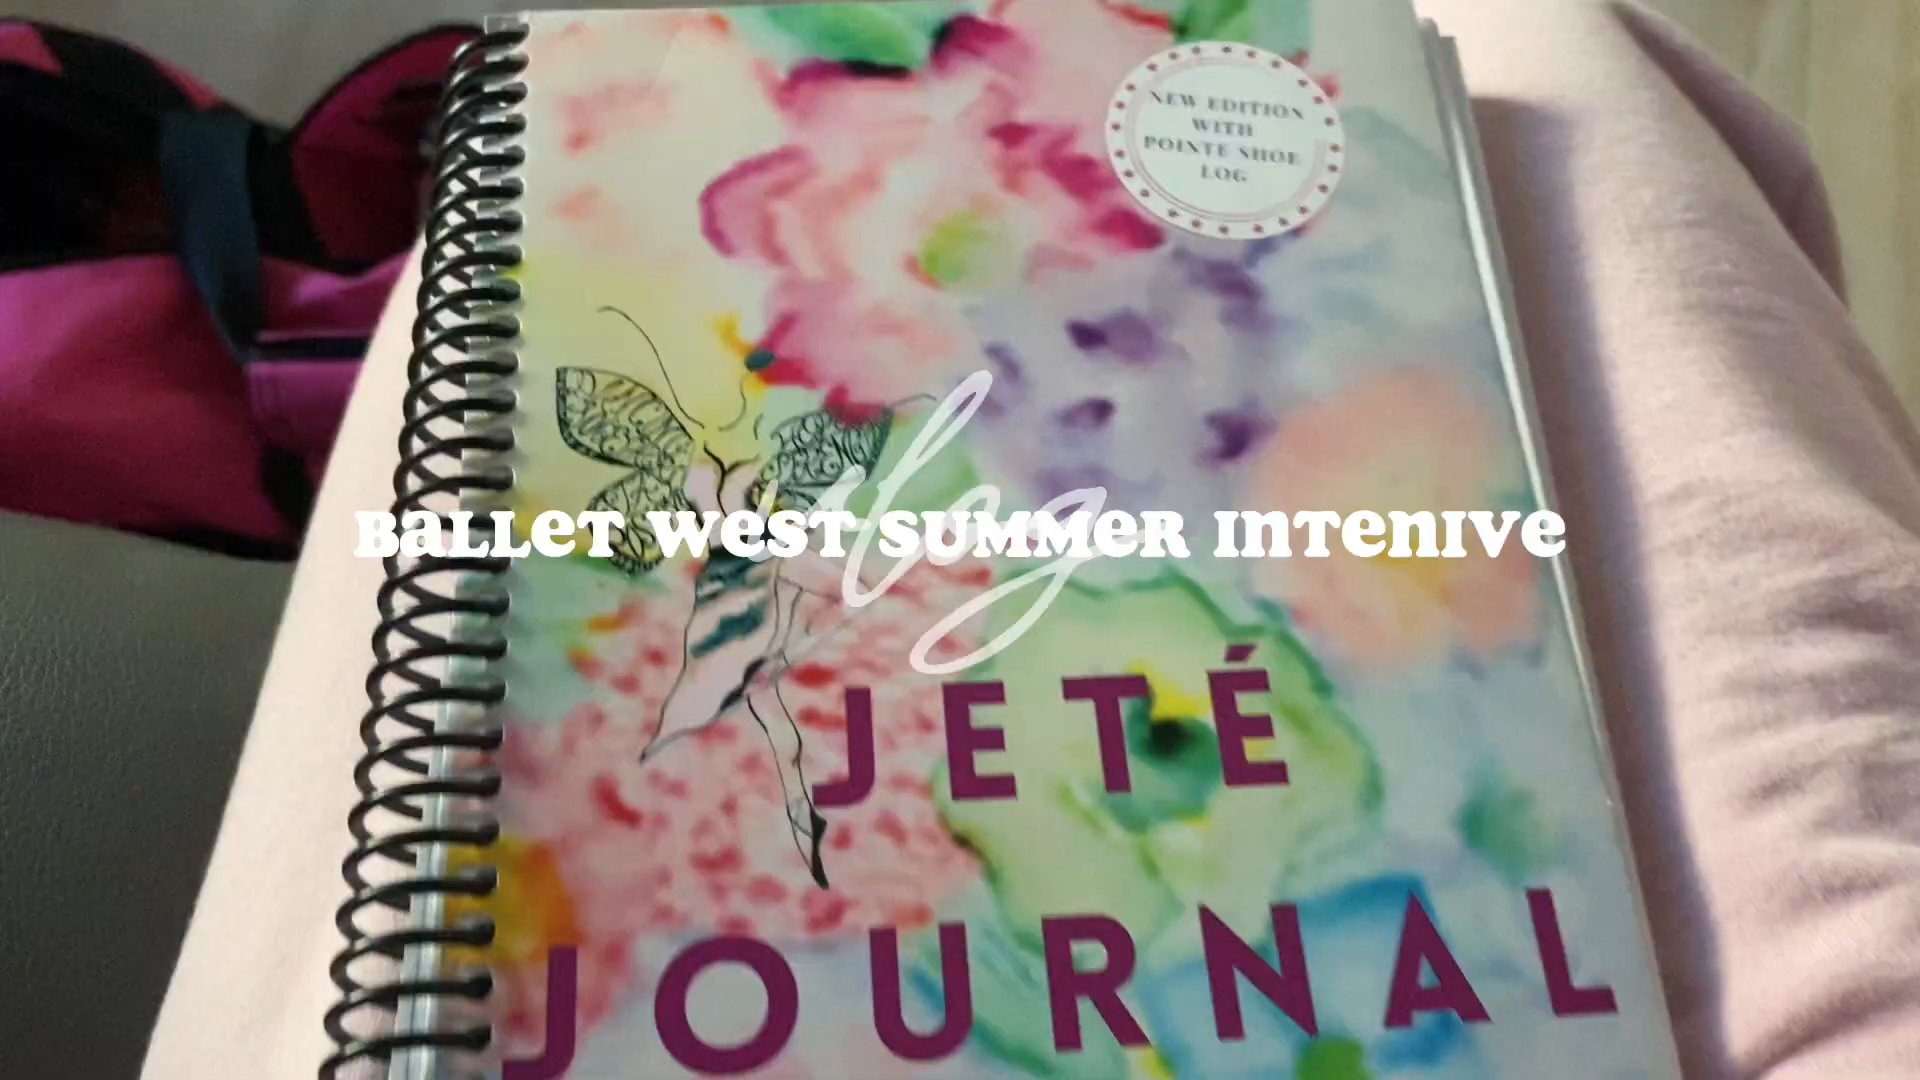 NEW EDITION
WITH
POINTE SHOE
LOG
vlog
BALLET WEST SUMMER INTENIVE
JETÉ
JOURNAL